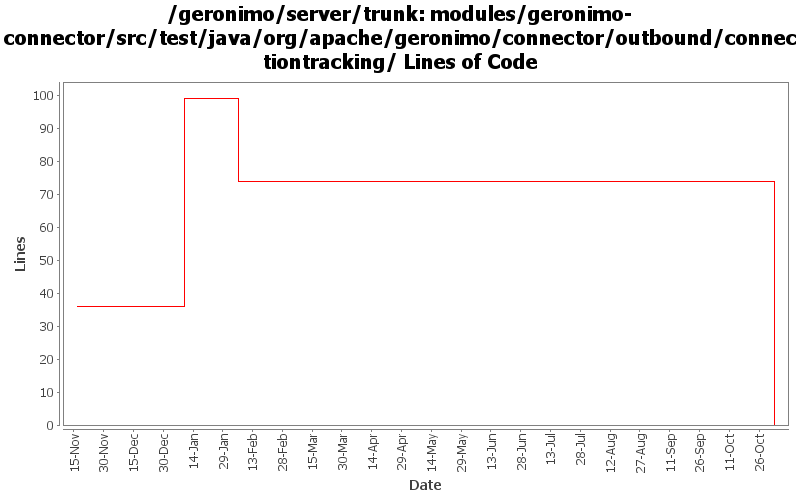 /geronimo/server/trunk: modules/geronimo-
connector/src/test/java/org/apache/geronimo/connector/outbound/connec
tiontracking/ Lines of Code
100
90
80
70
60
50
40
30
20
10
0
Lines
15-Nov
30-Nov
15-Dec
30-Dec
14-Jan
29-Jan
13-Feb
28-Feb
15-Mar
30-Mar
14-Apr
29-Apr
14-May
29-May
13-Jun
28-Jun
13-Jul
28-Jul
12-Aug
27-Aug
11-Sep
26-Sep
11-Oct
26-Oct
Date